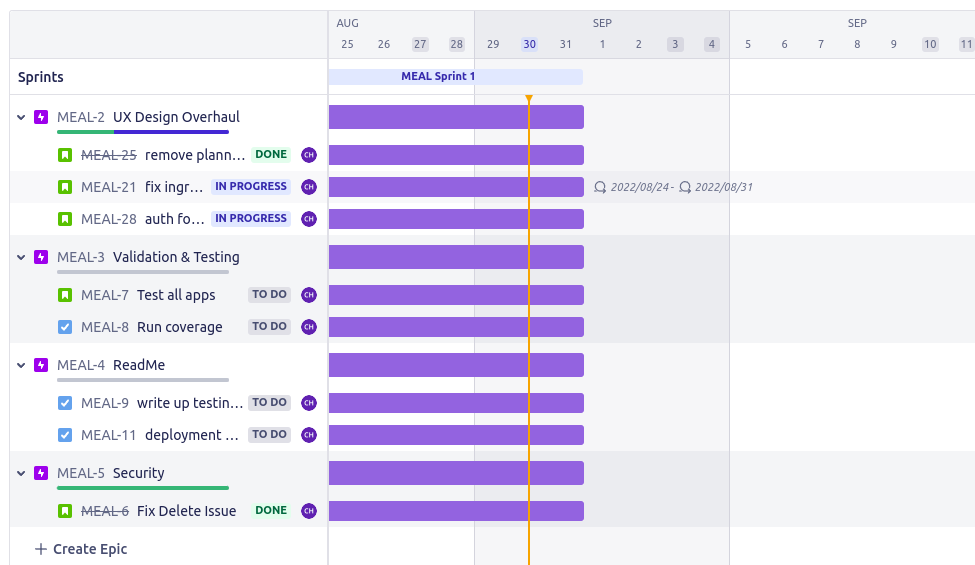 AUG SEP SEP
25 26 27 28 29 30 31 1 2 3 4 5 6 7 8 9 10 11
Sprints MEAL Sprint 1
MEAL-2 UX Design Overhaul
MEAL-25 remove plann... DONE CH
MEAL-21 fix ingr... IN PROGRESS CH 2022/08/24 - 2022/08/31
MEAL-28 auth fo... IN PROGRESS CH
MEAL-3 Validation & Testing
MEAL-7 Test all apps TO DO CH
MEAL-8 Run coverage TO DO CH
MEAL-4 ReadMe
MEAL-9 write up testin... TO DO CH
MEAL-11 deployment ... TO DO CH
MEAL-5 Security
MEAL-6 Fix Delete Issue DONE CH
+ Create Epic